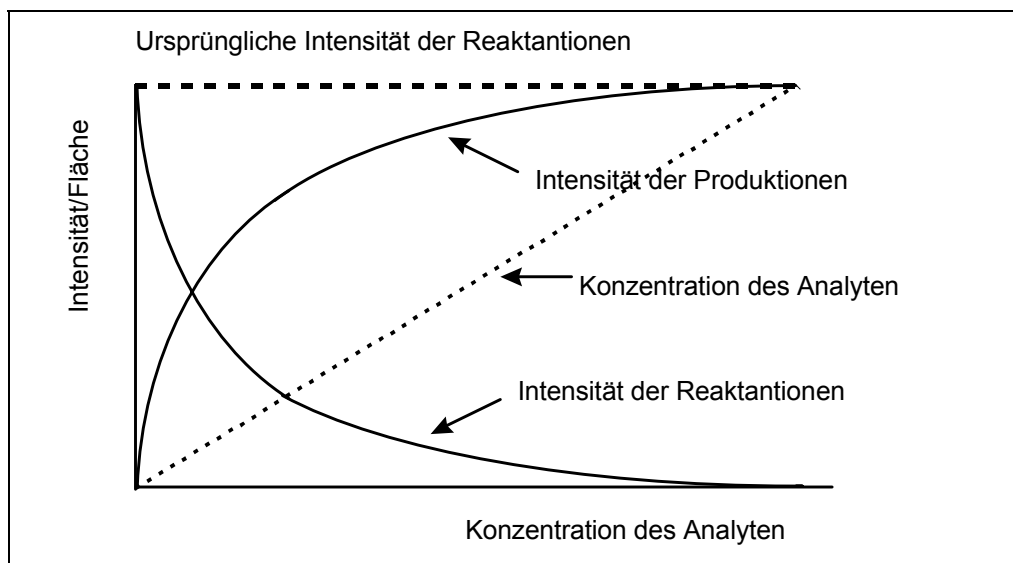 Ursprüngliche Intensität der Reaktantionen
Intensität/Fläche
Intensität der Produktionen
Konzentration des Analyten
Intensität der Reaktantionen
Konzentration des Analyten